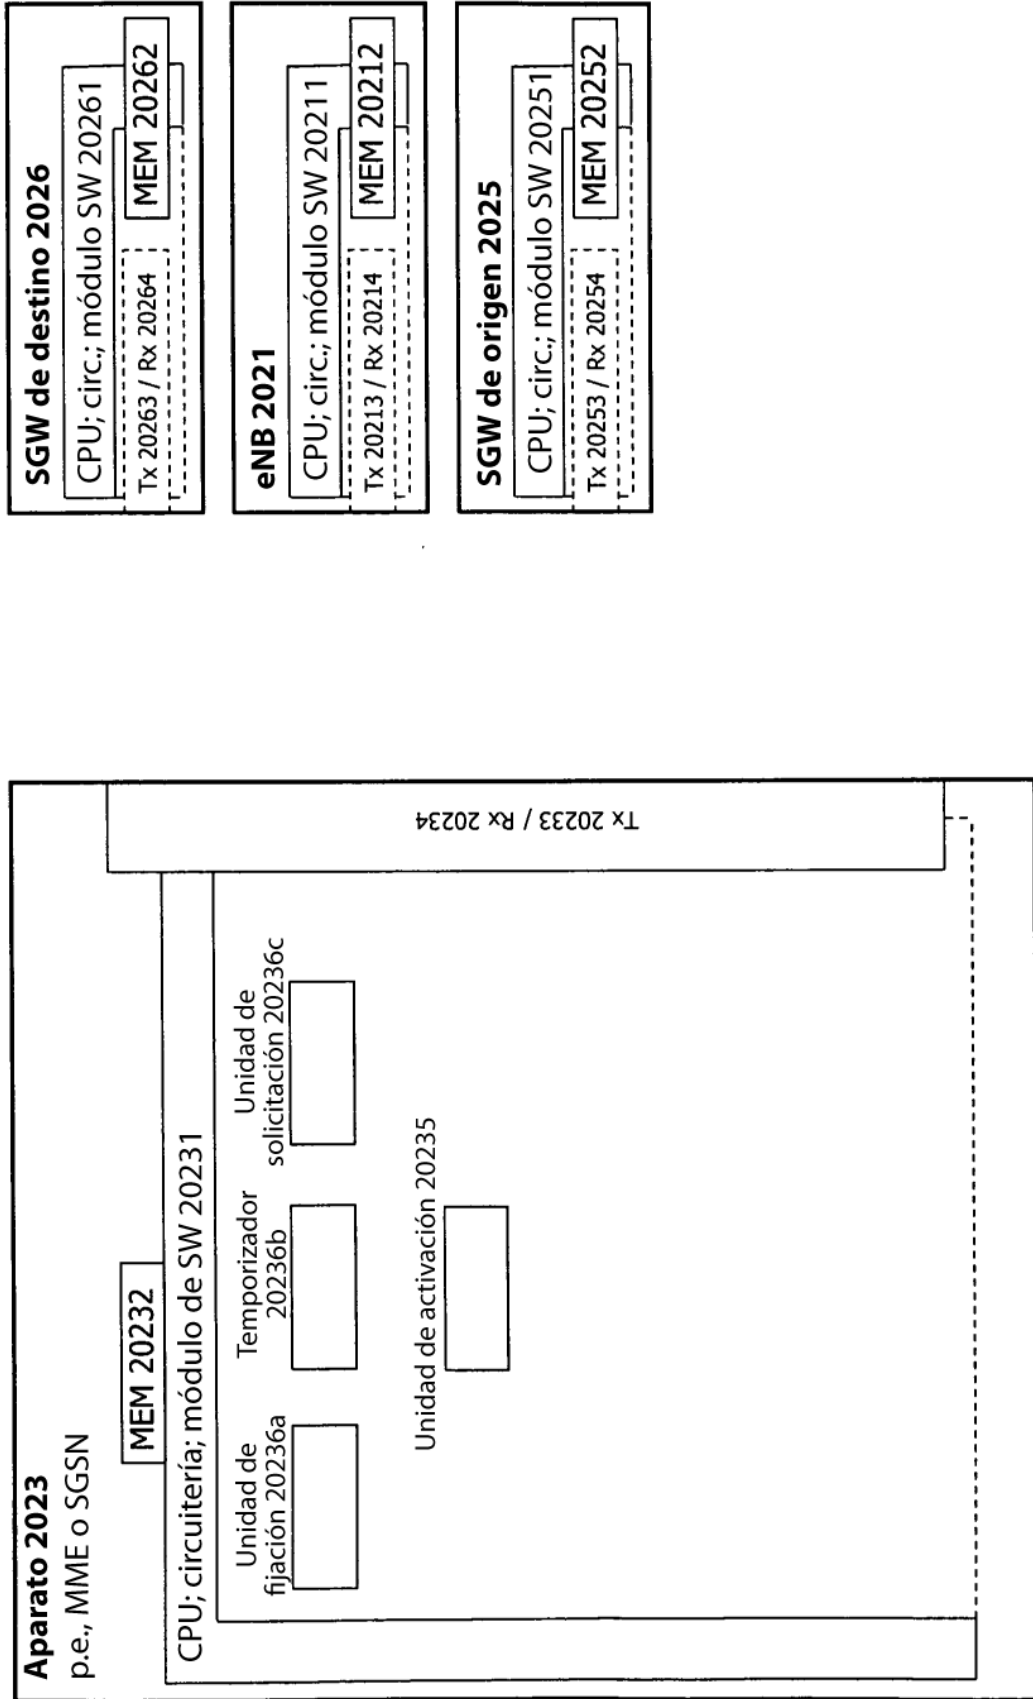 Aparato 2023
p.e., MME o SGSN
MEM 20232
CPU; circuitería; módulo de SW 20231
Unidad de
fijación 20236a
Temporizador
20236b
Unidad de
solicitación 20236c
Unidad de activación 20235
Tx 20233 / Rx 20234
SGW de destino 2026
CPU; circ.; módulo SW 20261
Tx 20263 / Rx 20264
MEM 20262
eNB 2021
CPU; circ.; módulo SW 20211
Tx 20213 / Rx 20214
MEM 20212
SGW de origen 2025
CPU; circ.; módulo SW 20251
Tx 20253 / Rx 20254
MEM 20252